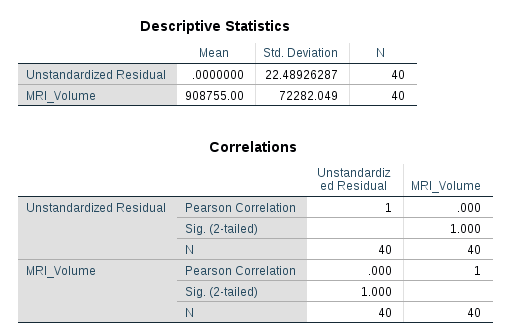 Descriptive Statistics
Mean Std. Deviation N
Unstandardized Residual .0000000 22.48926287 40
MRI_Volume 908755.00 72282.049 40
Correlations
Unstandardiz
ed Residual MRI_Volume
Unstandardized Residual Pearson Correlation 1 .000
Sig. (2-tailed) 1.000
N 40 40
MRI_Volume Pearson Correlation .000 1
Sig. (2-tailed) 1.000
N 40 40